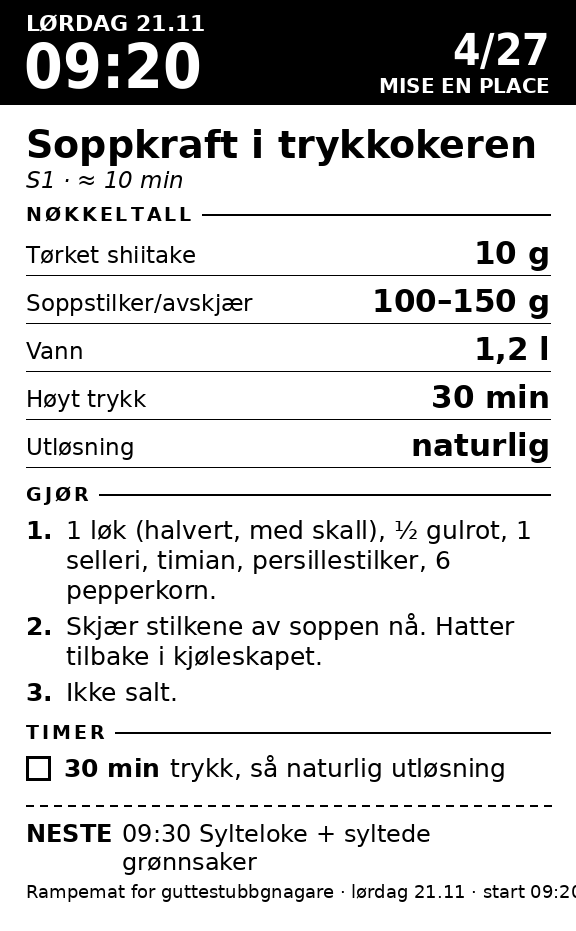 LØRDAG 21.11
09:20
4/27
MISE EN PLACE
Soppkraft i trykkokeren
S1 · ≈ 10 min
NØKKELTALL
Tørket shiitake 10 g
Soppstilker/avskjær 100–150 g
Vann 1,2 l
Høyt trykk 30 min
Utløsning naturlig
GJØR
1. 1 løk (halvert, med skall), ½ gulrot, 1
selleri, timian, persillestilker, 6
pepperkorn.
2. Skjær stilkene av soppen nå. Hatter
tilbake i kjøleskapet.
3. Ikke salt.
TIMER
30 min trykk, så naturlig utløsning
NESTE 09:30 Sylteloke + syltede
grønnsaker
Rampemat for guttestubbgnagare · lørdag 21.11 · start 09:20